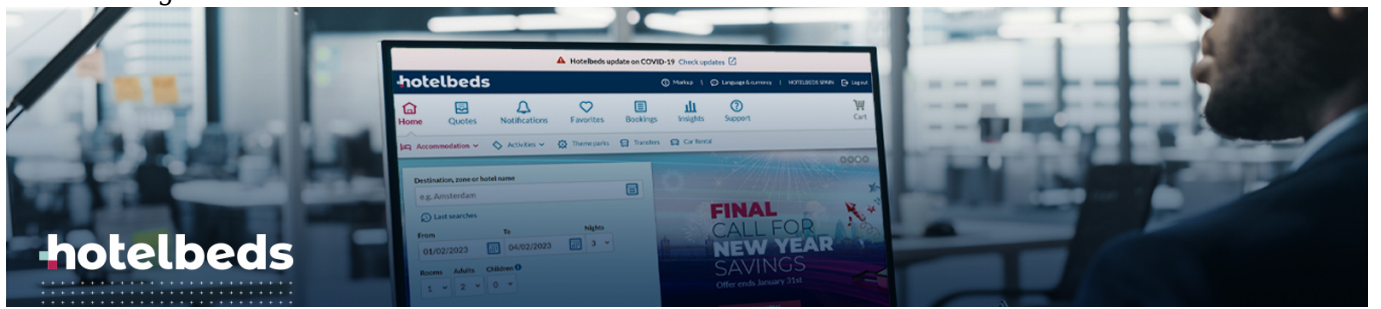 Hotelbeds update on COVID-19 Check updates
hotelbeds
Markup | Language & currency | HOTELBEDS SPAIN Logout
Home Quotes Notifications Favorites Bookings Insights Support Cart
Accommodation Activities Theme parks Transfers Car Rental
Destination, zone or hotel name
e.g. Amsterdam
Last searches
From To Nights
01/02/2023 04/02/2023 3
Rooms Adults Children
1 2 0
FINAL
CALL FOR
NEW YEAR
SAVINGS
Offer ends January 31st
hotelbeds